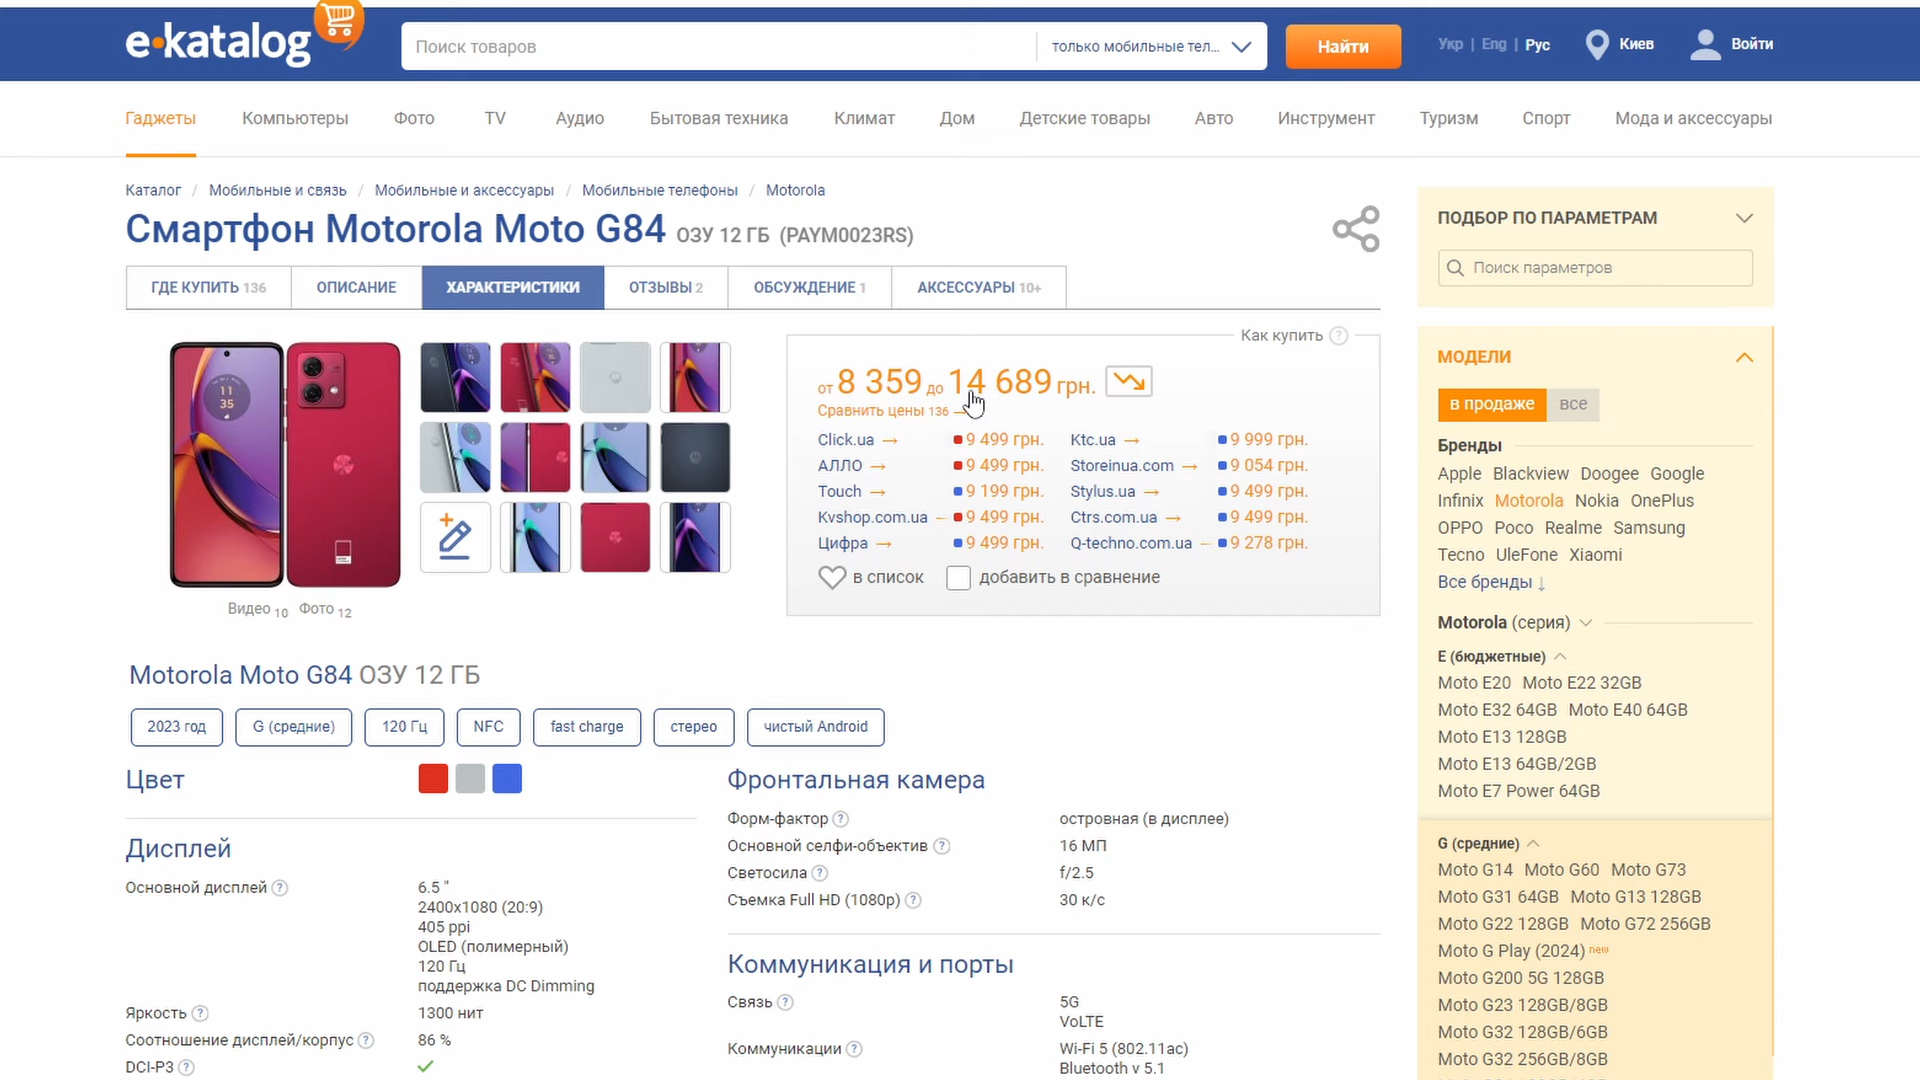 e·katalog
Поиск товаров
только мобильные тел...
Найти
Укр | Eng | Рус
Киев
Войти
Гаджеты
Компьютеры
Фото
TV
Аудио
Бытовая техника
Климат
Дом
Детские товары
Авто
Инструмент
Туризм
Спорт
Мода и аксессуары
Каталог / Мобильные и связь / Мобильные и аксессуары / Мобильные телефоны / Motorola
Смартфон Motorola Moto G84 ОЗУ 12 ГБ (PAYM0023RS)
ГДЕ КУПИТЬ 136
ОПИСАНИЕ
ХАРАКТЕРИСТИКИ
ОТЗЫВЫ 2
ОБСУЖДЕНИЕ 1
АКСЕССУАРЫ 10+
11
35
Видео 10 Фото 12
Как купить ?
от 8 359 до 14 689 грн.
Сравнить цены 136 →
Click.ua → 9 499 грн.
АЛЛО → 9 499 грн.
Touch → 9 199 грн.
Kvshop.com.ua 9 499 грн.
Цифра → 9 499 грн.
Ktc.ua → 9 999 грн.
Storeinua.com → 9 054 грн.
Stylus.ua → 9 499 грн.
Ctrs.com.ua → 9 499 грн.
Q-techno.com.ua 9 278 грн.
в список
добавить в сравнение
Motorola Moto G84 ОЗУ 12 ГБ
2023 год
G (средние)
120 Гц
NFC
fast charge
стерео
чистый Android
Цвет
Дисплей
Основной дисплей ?
6.5 "
2400x1080 (20:9)
405 ppi
OLED (полимерный)
120 Гц
поддержка DC Dimming
Яркость ? 1300 нит
Соотношение дисплей/корпус ? 86 %
DCI-P3 ?
Фронтальная камера
Форм-фактор ? островная (в дисплее)
Основной селфи-объектив ? 16 МП
Светосила ? f/2.5
Съемка Full HD (1080p) ? 30 к/с
Коммуникация и порты
Связь ? 5G
VoLTE
Коммуникации ? Wi-Fi 5 (802.11ac)
Bluetooth v 5.1
ПОДБОР ПО ПАРАМЕТРАМ
Поиск параметров
МОДЕЛИ
в продаже все
Бренды
Apple Blackview Doogee Google
Infinix Motorola Nokia OnePlus
OPPO Poco Realme Samsung
Tecno UleFone Xiaomi
Все бренды ↓
Motorola (серия)
E (бюджетные)
Moto E20 Moto E22 32GB
Moto E32 64GB Moto E40 64GB
Moto E13 128GB
Moto E13 64GB/2GB
Moto E7 Power 64GB
G (средние)
Moto G14 Moto G60 Moto G73
Moto G31 64GB Moto G13 128GB
Moto G22 128GB Moto G72 256GB
Moto G Play (2024) new
Moto G200 5G 128GB
Moto G23 128GB/8GB
Moto G32 128GB/6GB
Moto G32 256GB/8GB